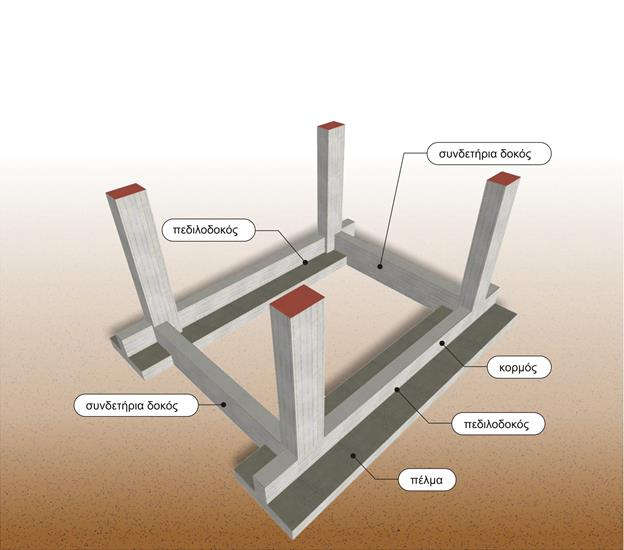 συνδετήρια δοκός
πεδιλοδοκός
κορμός
συνδετήρια δοκός
πεδιλοδοκός
πέλμα